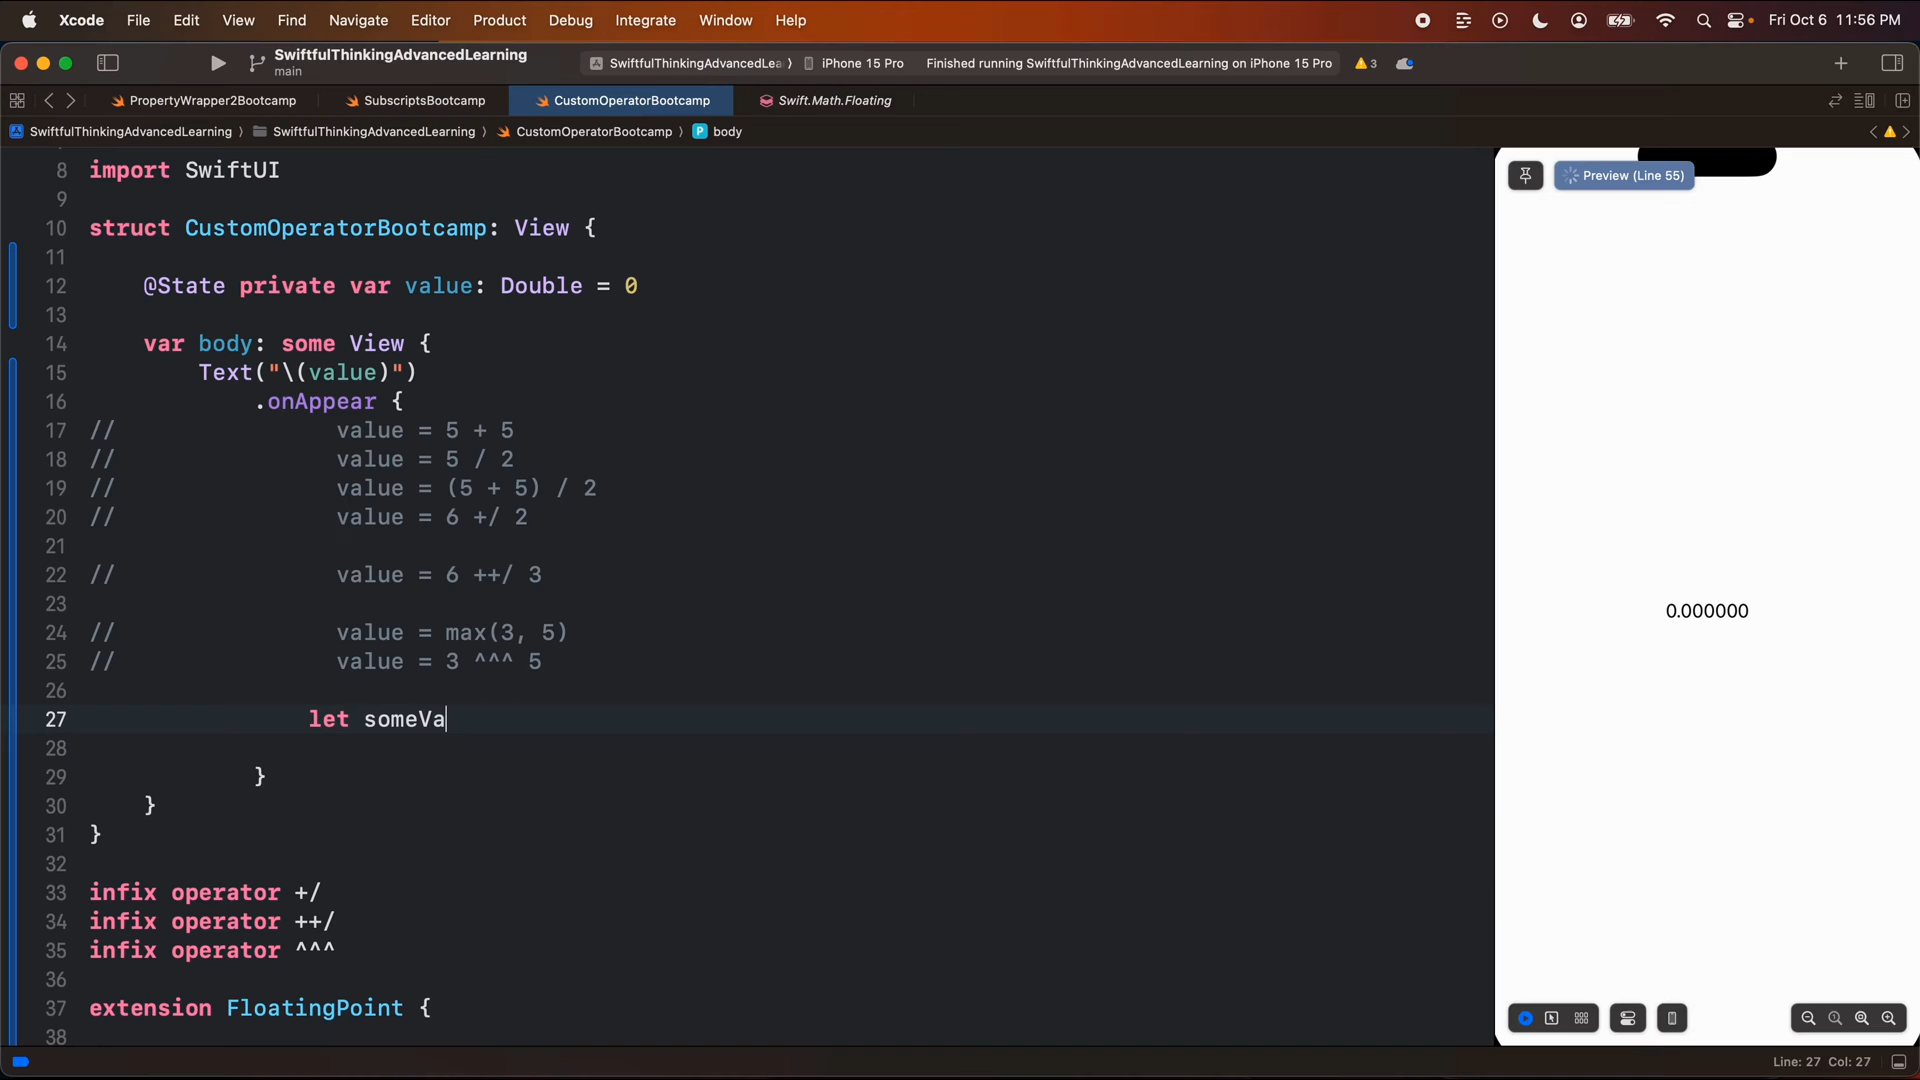 Xcode File Edit View Find Navigate Editor Product Debug Integrate Window Help Fri Oct 6 11:56 PM
SwiftfulThinkingAdvancedLearning
main
SwiftfulThinkingAdvancedLea 〉 iPhone 15 Pro Finished running SwiftfulThinkingAdvancedLearning on iPhone 15 Pro 3
PropertyWrapper2Bootcamp SubscriptsBootcamp CustomOperatorBootcamp Swift.Math.Floating
SwiftfulThinkingAdvancedLearning 〉 SwiftfulThinkingAdvancedLearning 〉 CustomOperatorBootcamp 〉 P body
8 import SwiftUI
9
10 struct CustomOperatorBootcamp: View {
11
12 @State private var value: Double = 0
13
14 var body: some View {
15 Text("\(value)")
16 .onAppear {
17 // value = 5 + 5
18 // value = 5 / 2
19 // value = (5 + 5) / 2
20 // value = 6 +/ 2
21
22 // value = 6 ++/ 3
23
24 // value = max(3, 5)
25 // value = 3 ^^^ 5
26
27 let someVa
28
29 }
30 }
31 }
32
33 infix operator +/
34 infix operator ++/
35 infix operator ^^^
36
37 extension FloatingPoint {
38
Preview (Line 55)
0.000000
Line: 27 Col: 27